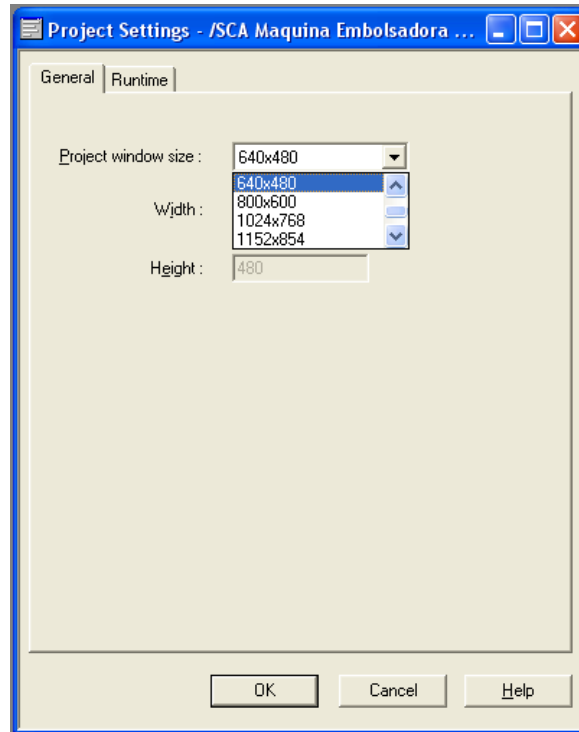 Project Settings - /SCA Maquina Embolsadora ...
General Runtime
Project window size : 640x480
640x480
800x600
Width :
1024x768
1152x854
Height : 480
OK Cancel Help